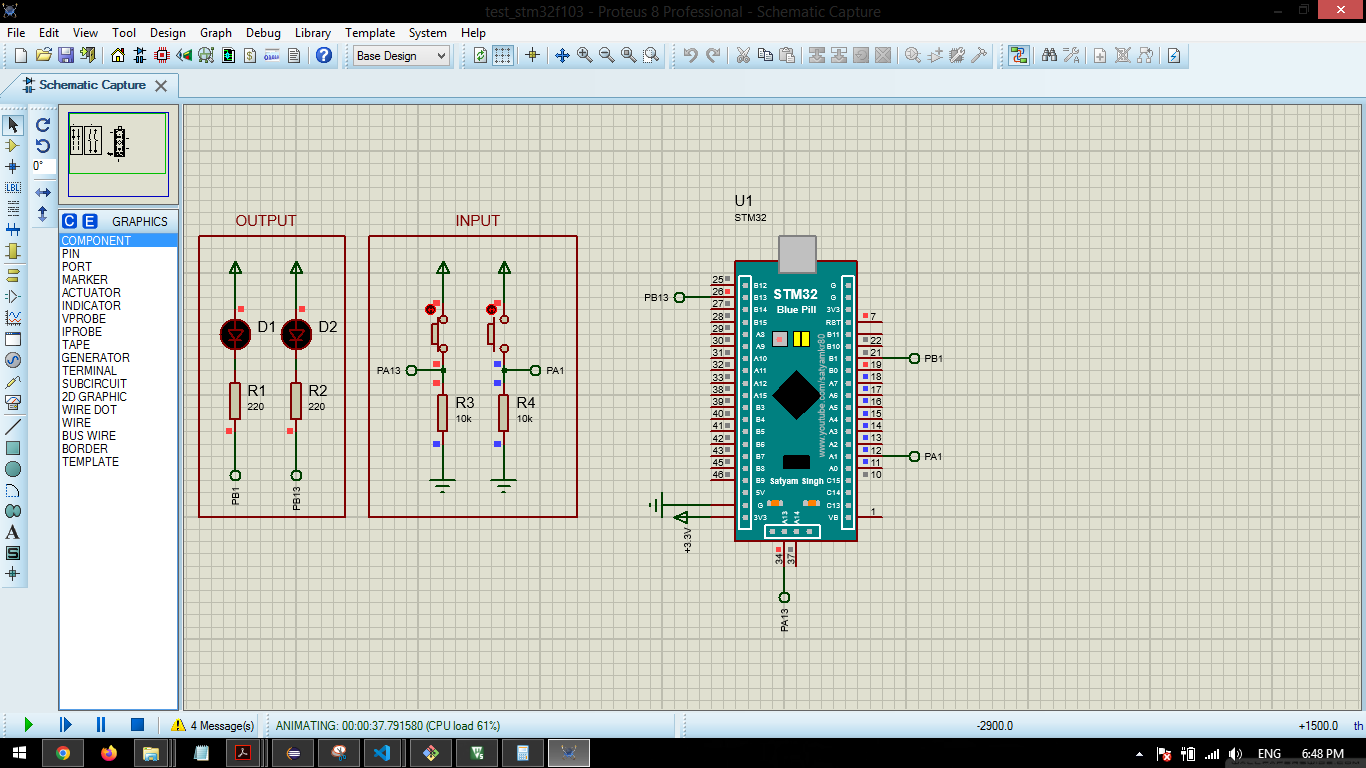 test_stm32f103 - Proteus 8 Professional - Schematic Capture
File Edit View Tool Design Graph Debug Library Template System Help
Base Design
Schematic Capture
0°
LBL
C E GRAPHICS
COMPONENT
PIN
PORT
MARKER
ACTUATOR
INDICATOR
VPROBE
IPROBE
TAPE
GENERATOR
TERMINAL
SUBCIRCUIT
2D GRAPHIC
WIRE DOT
WIRE
BUS WIRE
BORDER
TEMPLATE
A
S
OUTPUT
D1
D2
R1
220
R2
220
PB1
PB13
INPUT
PA13
PA1
R3
10k
R4
10k
U1
STM32
STM32
Blue Pill
www.youtube.com/satyamkr80
Satyam Singh
PB13
25 B12
26 B13
27 B14
28 B15
29 A8
30 A9
31 A10
32 A11
33 A12
38 A15
39 B3
40 B4
41 B5
42 B6
43 B7
45 B8
46 B9
5V
G
3V3
+3.3V
G
G
3V3
RBT 7
B11
B10 22
B1 21
B0 19
A7 18
A6 17
A5 16
A4 15
A3 14
A2 13
A1 12
A0 11
C15 10
C14
C13
VB 1
PB1
PA1
A13 A14
34 37
PA13
4 Message(s)
ANIMATING: 00:00:37.791580 (CPU load 61%)
-2900.0
+1500.0 th
ENG 6:48 PM